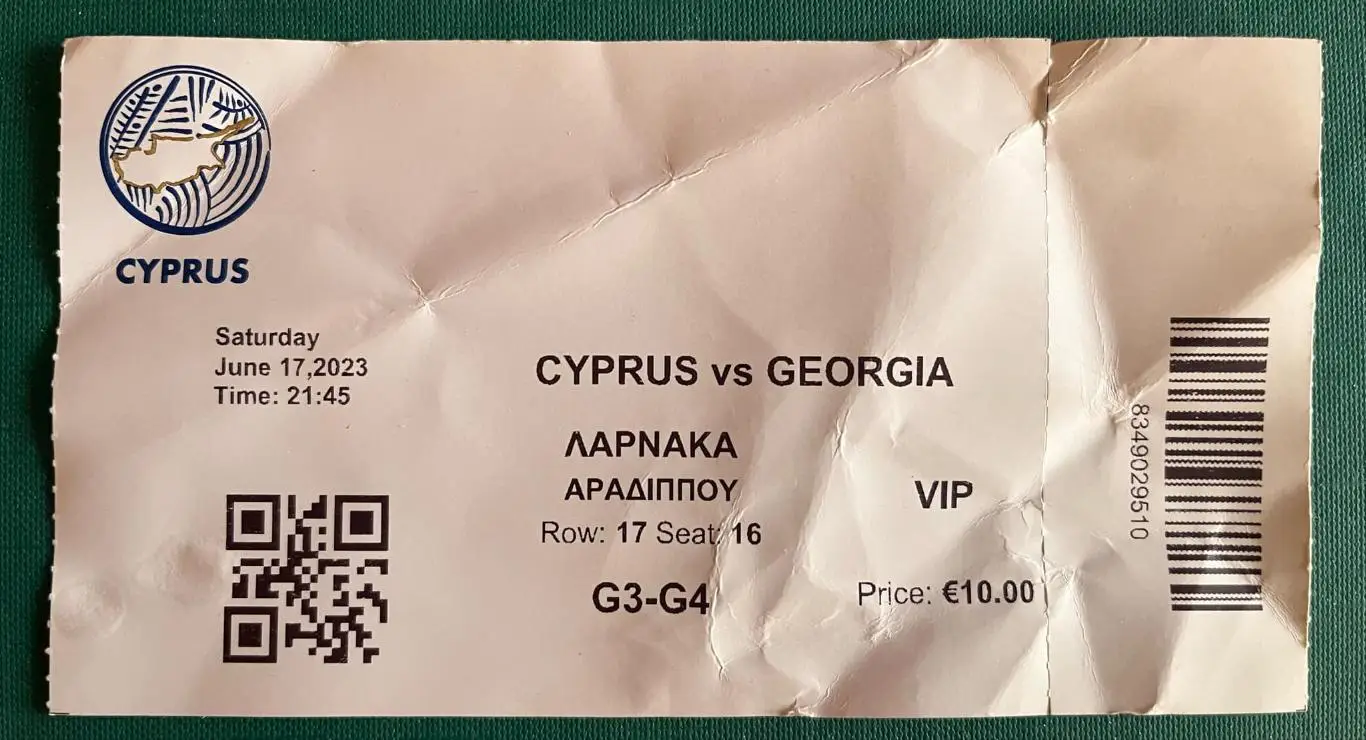 CYPRUS
Saturday
June 17,2023
Time: 21:45
CYPRUS vs GEORGIA
ΛΑΡΝΑΚΑ
ΑΡΑΔΙΠΠΟΥ
VIP
Row: 17 Seat: 16
G3-G4
Price: €10.00
8349029510